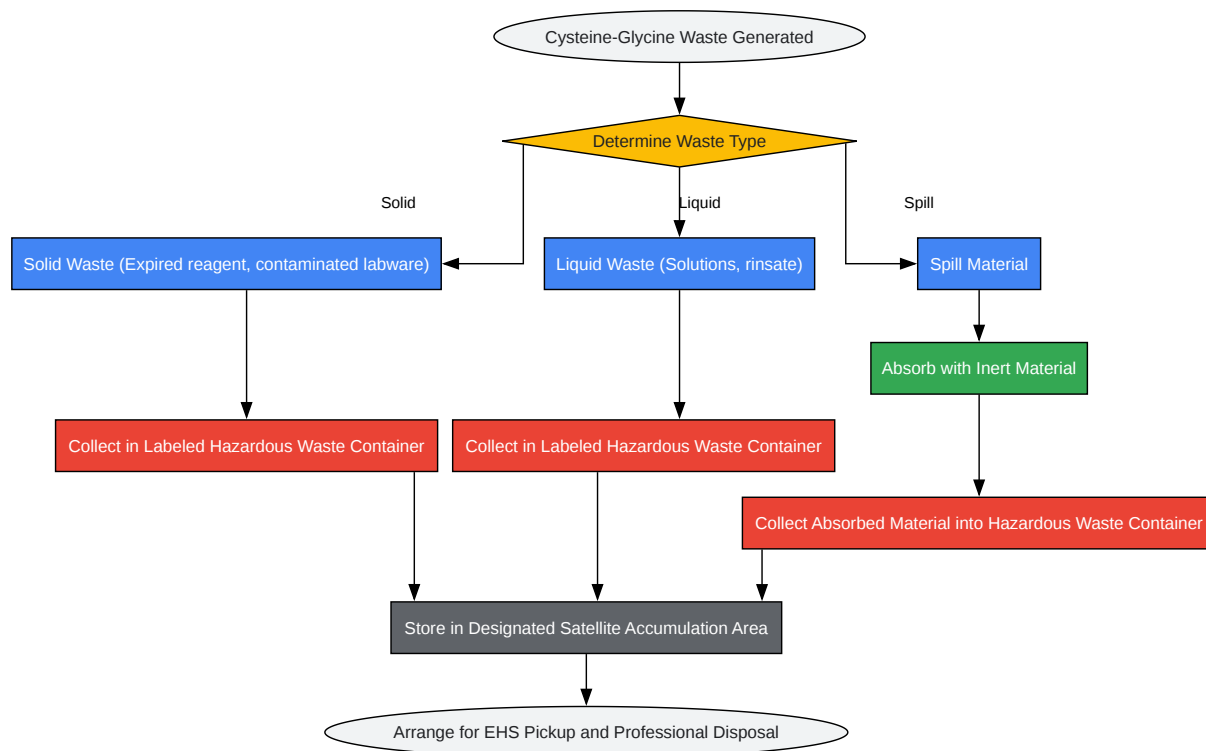 Cysteine-Glycine Waste Generated
Determine Waste Type
Solid
Liquid
Spill
Solid Waste (Expired reagent, contaminated labware)
Liquid Waste (Solutions, rinsate)
Spill Material
Absorb with Inert Material
Collect in Labeled Hazardous Waste Container
Collect in Labeled Hazardous Waste Container
Collect Absorbed Material into Hazardous Waste Container
Store in Designated Satellite Accumulation Area
Arrange for EHS Pickup and Professional Disposal